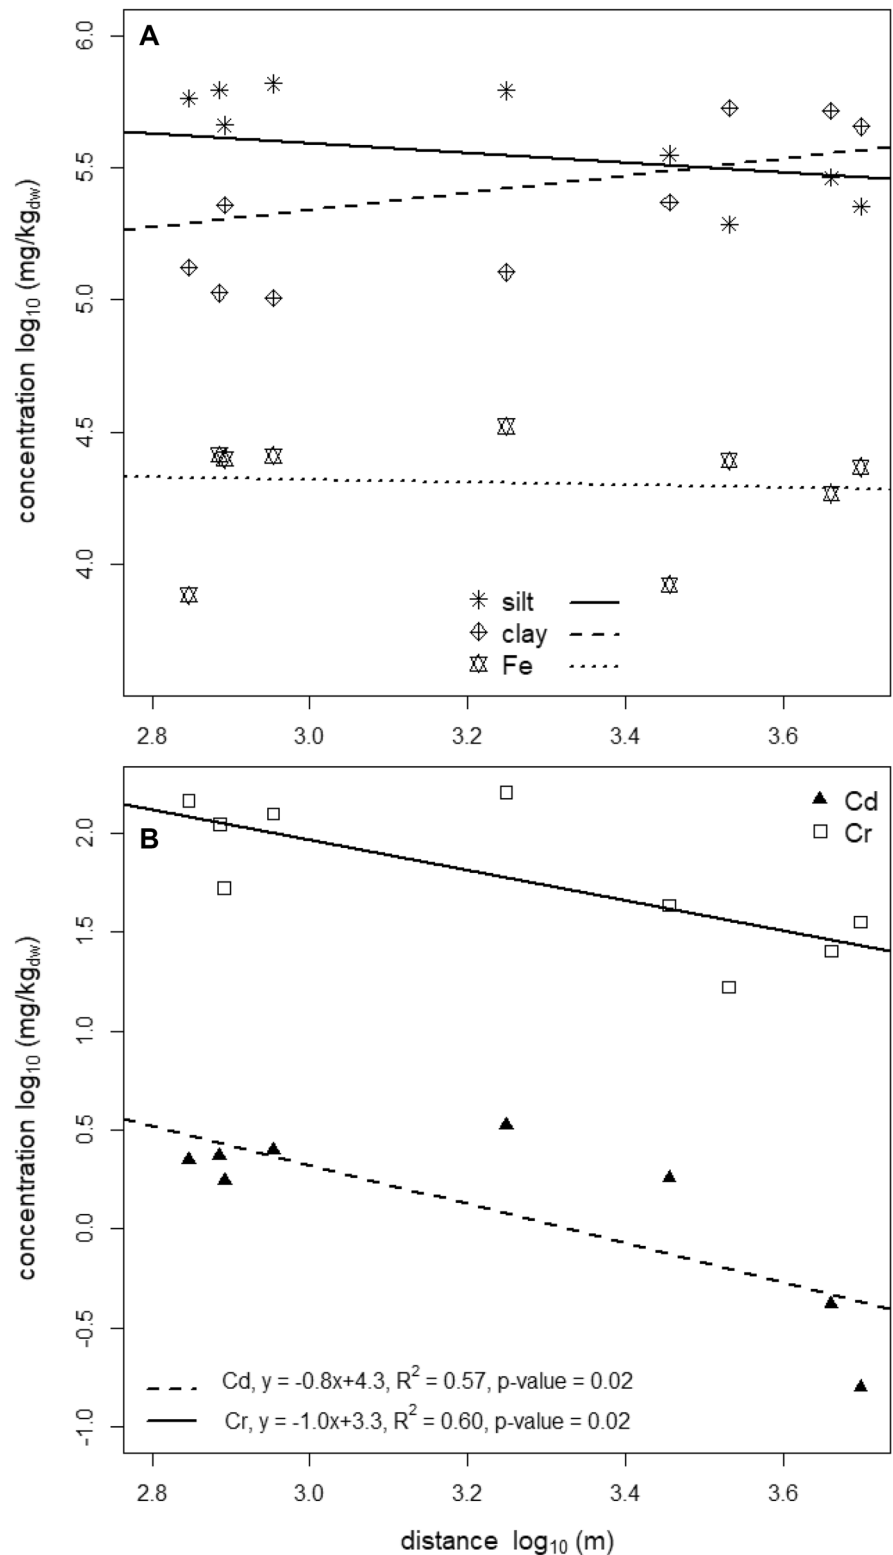 A
6.0
5.5
5.0
4.5
4.0
concentration log₁₀ (mg/kg_dw)
silt
clay
Fe
2.8 3.0 3.2 3.4 3.6
B
Cd
Cr
2.0
1.5
1.0
0.5
0.0
-0.5
-1.0
concentration log₁₀ (mg/kg_dw)
Cd, y = -0.8x+4.3, R² = 0.57, p-value = 0.02
Cr, y = -1.0x+3.3, R² = 0.60, p-value = 0.02
2.8 3.0 3.2 3.4 3.6
distance log₁₀ (m)